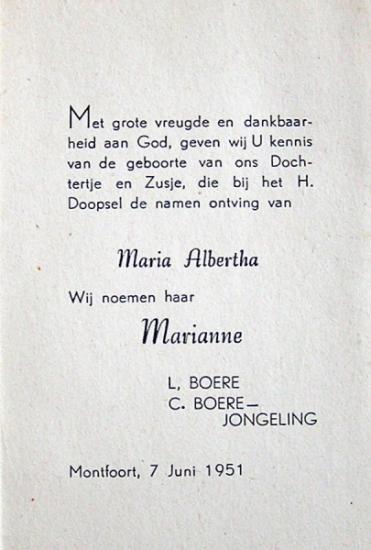 Met grote vreugde en dankbaar-
heid aan God, geven wij U kennis
van de geboorte van ons Doch-
tertje en Zusje, die bij het H.
Doopsel de namen ontving van
Maria Albertha
Wij noemen haar
Marianne
L, BOERE
C. BOERE—
JONGELING
Montfoort, 7 Juni 1951